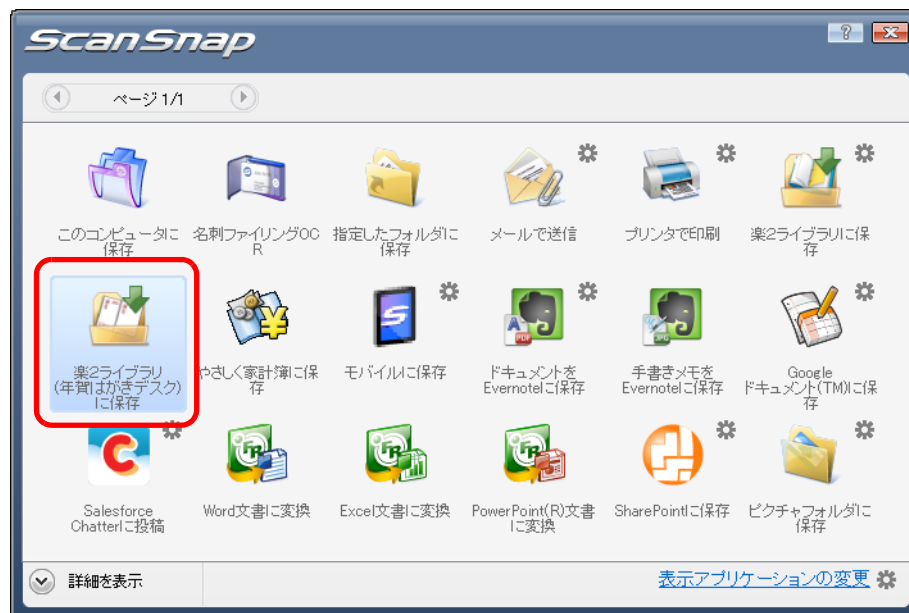 ScanSnap
?
ページ 1/1
このコンピュータに
保存
名刺ファイリングOC
R
指定したフォルダに
保存
メールで送信
プリンタで印刷
楽2ライブラリに保
存
楽2ライブラリ
(年賀はがきデスク)
に保存
やさしく家計簿に保
存
モバイルに保存
ドキュメントを
Evernoteに保存
手書きメモを
Evernoteに保存
Google
ドキュメント(TM)に保
存
Salesforce
Chatterに投稿
Word文書に変換
Excel文書に変換
PowerPoint(R)文書
に変換
SharePointに保存
ピクチャフォルダに
保存
詳細を表示
表示アプリケーションの変更